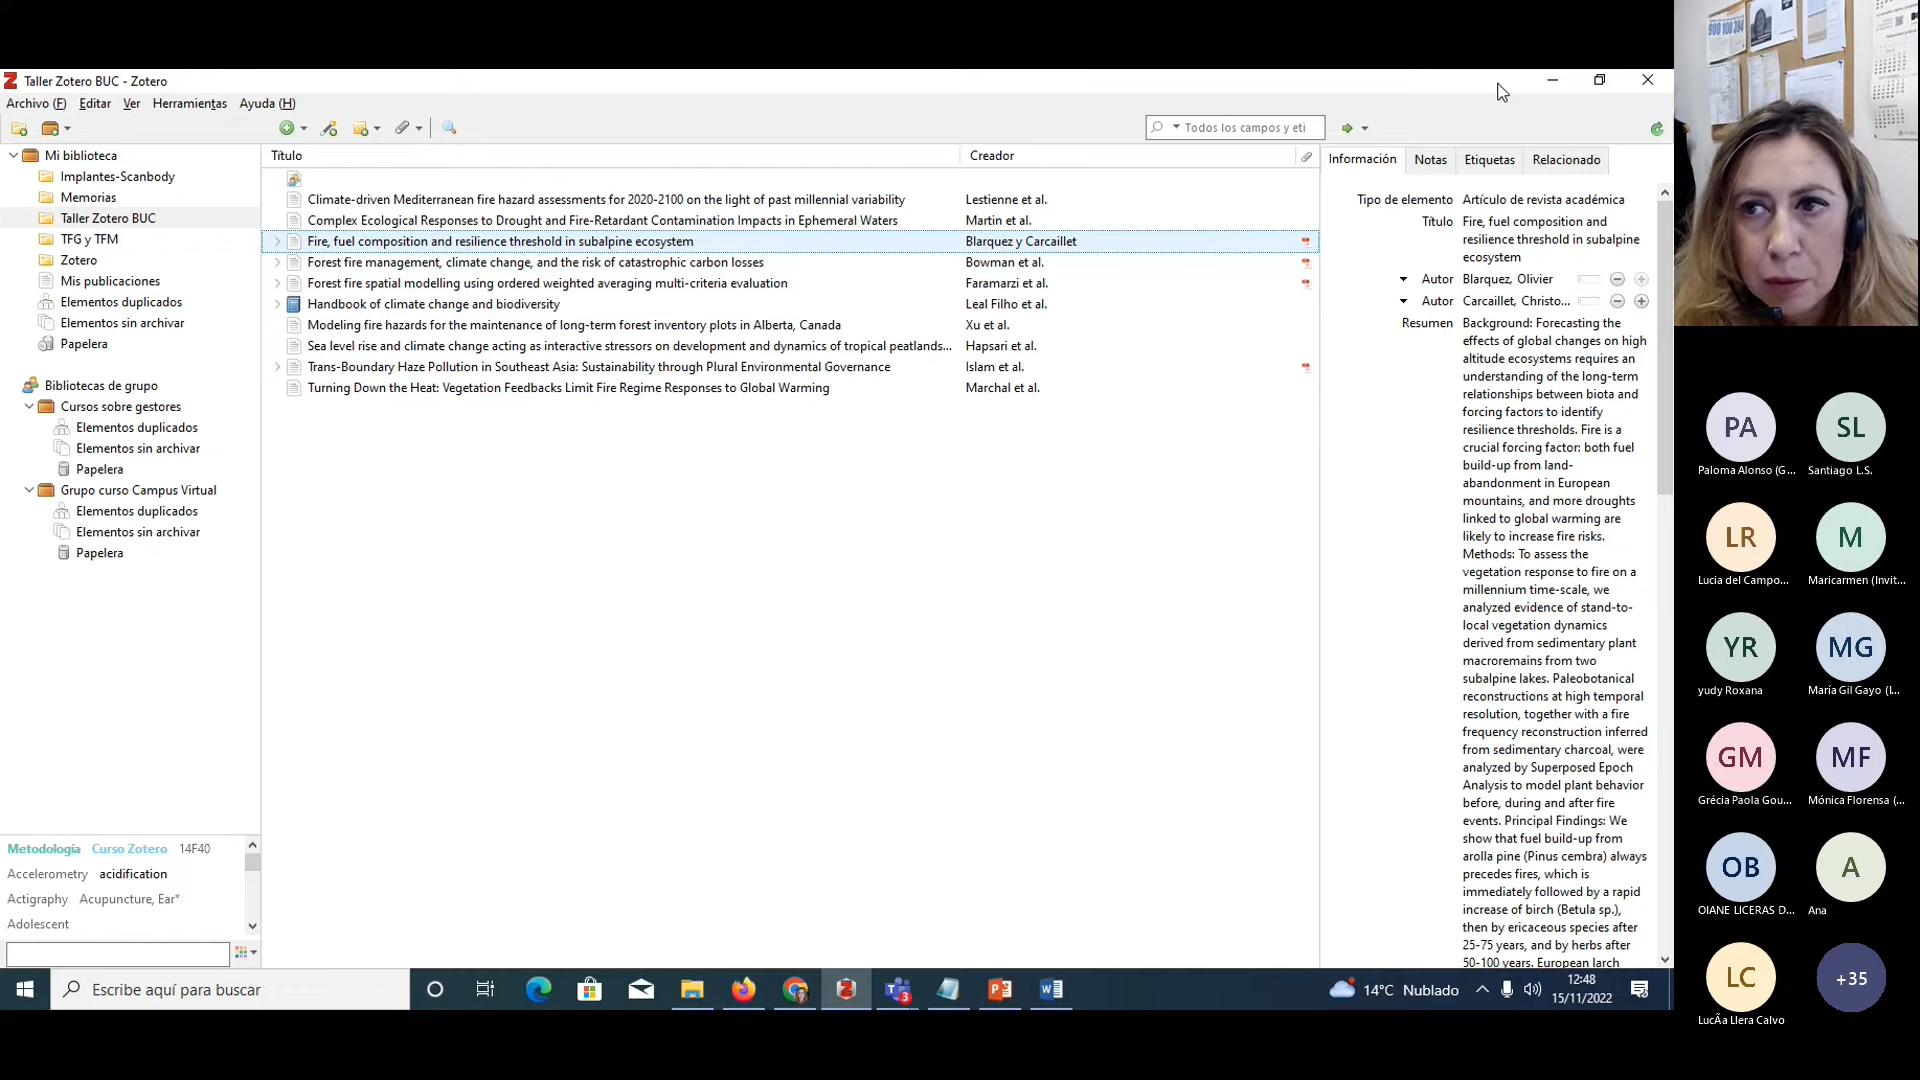 Taller Zotero BUC - Zotero
Archivo (F) Editar Ver Herramientas Ayuda (H)
Todos los campos y eti
Mi biblioteca
Implantes-Scanbody
Memorias
Taller Zotero BUC
TFG y TFM
Zotero
Mis publicaciones
Elementos duplicados
Elementos sin archivar
Papelera
Bibliotecas de grupo
Cursos sobre gestores
Elementos duplicados
Elementos sin archivar
Papelera
Grupo curso Campus Virtual
Elementos duplicados
Elementos sin archivar
Papelera
Metodología Curso Zotero 14F40
Accelerometry acidification
Actigraphy Acupuncture, Ear*
Adolescent
Título Creador
Climate-driven Mediterranean fire hazard assessments for 2020-2100 on the light of past millennial variability Lestienne et al.
Complex Ecological Responses to Drought and Fire-Retardant Contamination Impacts in Ephemeral Waters Martin et al.
Fire, fuel composition and resilience threshold in subalpine ecosystem Blarquez y Carcaillet
Forest fire management, climate change, and the risk of catastrophic carbon losses Bowman et al.
Forest fire spatial modelling using ordered weighted averaging multi-criteria evaluation Faramarzi et al.
Handbook of climate change and biodiversity Leal Filho et al.
Modeling fire hazards for the maintenance of long-term forest inventory plots in Alberta, Canada Xu et al.
Sea level rise and climate change acting as interactive stressors on development and dynamics of tropical peatlands... Hapsari et al.
Trans-Boundary Haze Pollution in Southeast Asia: Sustainability through Plural Environmental Governance Islam et al.
Turning Down the Heat: Vegetation Feedbacks Limit Fire Regime Responses to Global Warming Marchal et al.
Información Notas Etiquetas Relacionado
Tipo de elemento Artículo de revista académica
Título Fire, fuel composition and
resilience threshold in subalpine
ecosystem
Autor Blarquez, Olivier
Autor Carcaillet, Christo...
Resumen Background: Forecasting the
effects of global changes on high
altitude ecosystems requires an
understanding of the long-term
relationships between biota and
forcing factors to identify
resilience thresholds. Fire is a
crucial forcing factor: both fuel
build-up from land-
abandonment in European
mountains, and more droughts
linked to global warming are
likely to increase fire risks.
Methods: To assess the
vegetation response to fire on a
millennium time-scale, we
analyzed evidence of stand-to-
local vegetation dynamics
derived from sedimentary plant
macroremains from two
subalpine lakes. Paleobotanical
reconstructions at high temporal
resolution, together with a fire
frequency reconstruction inferred
from sedimentary charcoal, were
analyzed by Superposed Epoch
Analysis to model plant behavior
before, during and after fire
events. Principal Findings: We
show that fuel build-up from
arolla pine (Pinus cembra) always
precedes fires, which is
immediately followed by a rapid
increase of birch (Betula sp.),
then by ericaceous species after
25-75 years, and by herbs after
50-100 years. European larch
Escribe aquí para buscar
3
14°C Nublado
12:48
15/11/2022
900 100 394
PA SL
Paloma Alonso (G... Santiago L.S.
LR M
Lucia del Campo... Maricarmen (Invit...
YR MG
yudy Roxana María Gil Gayo (I...
GM MF
Grécia Paola Gou... Mónica Florensa (...
OB A
OIANE LICERAS D... Ana
LC +35
LucÃa Llera Calvo